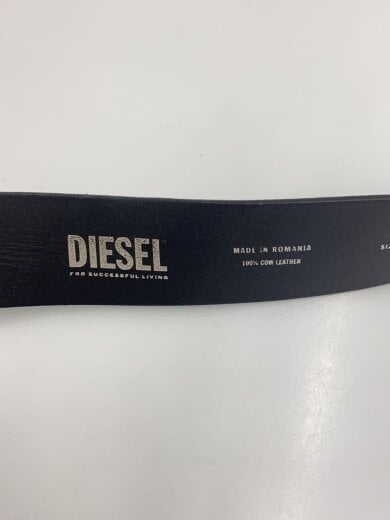 DIESEL
FOR SUCCESSFUL LIVING
MADE IN ROMANIA
100% COW LEATHER